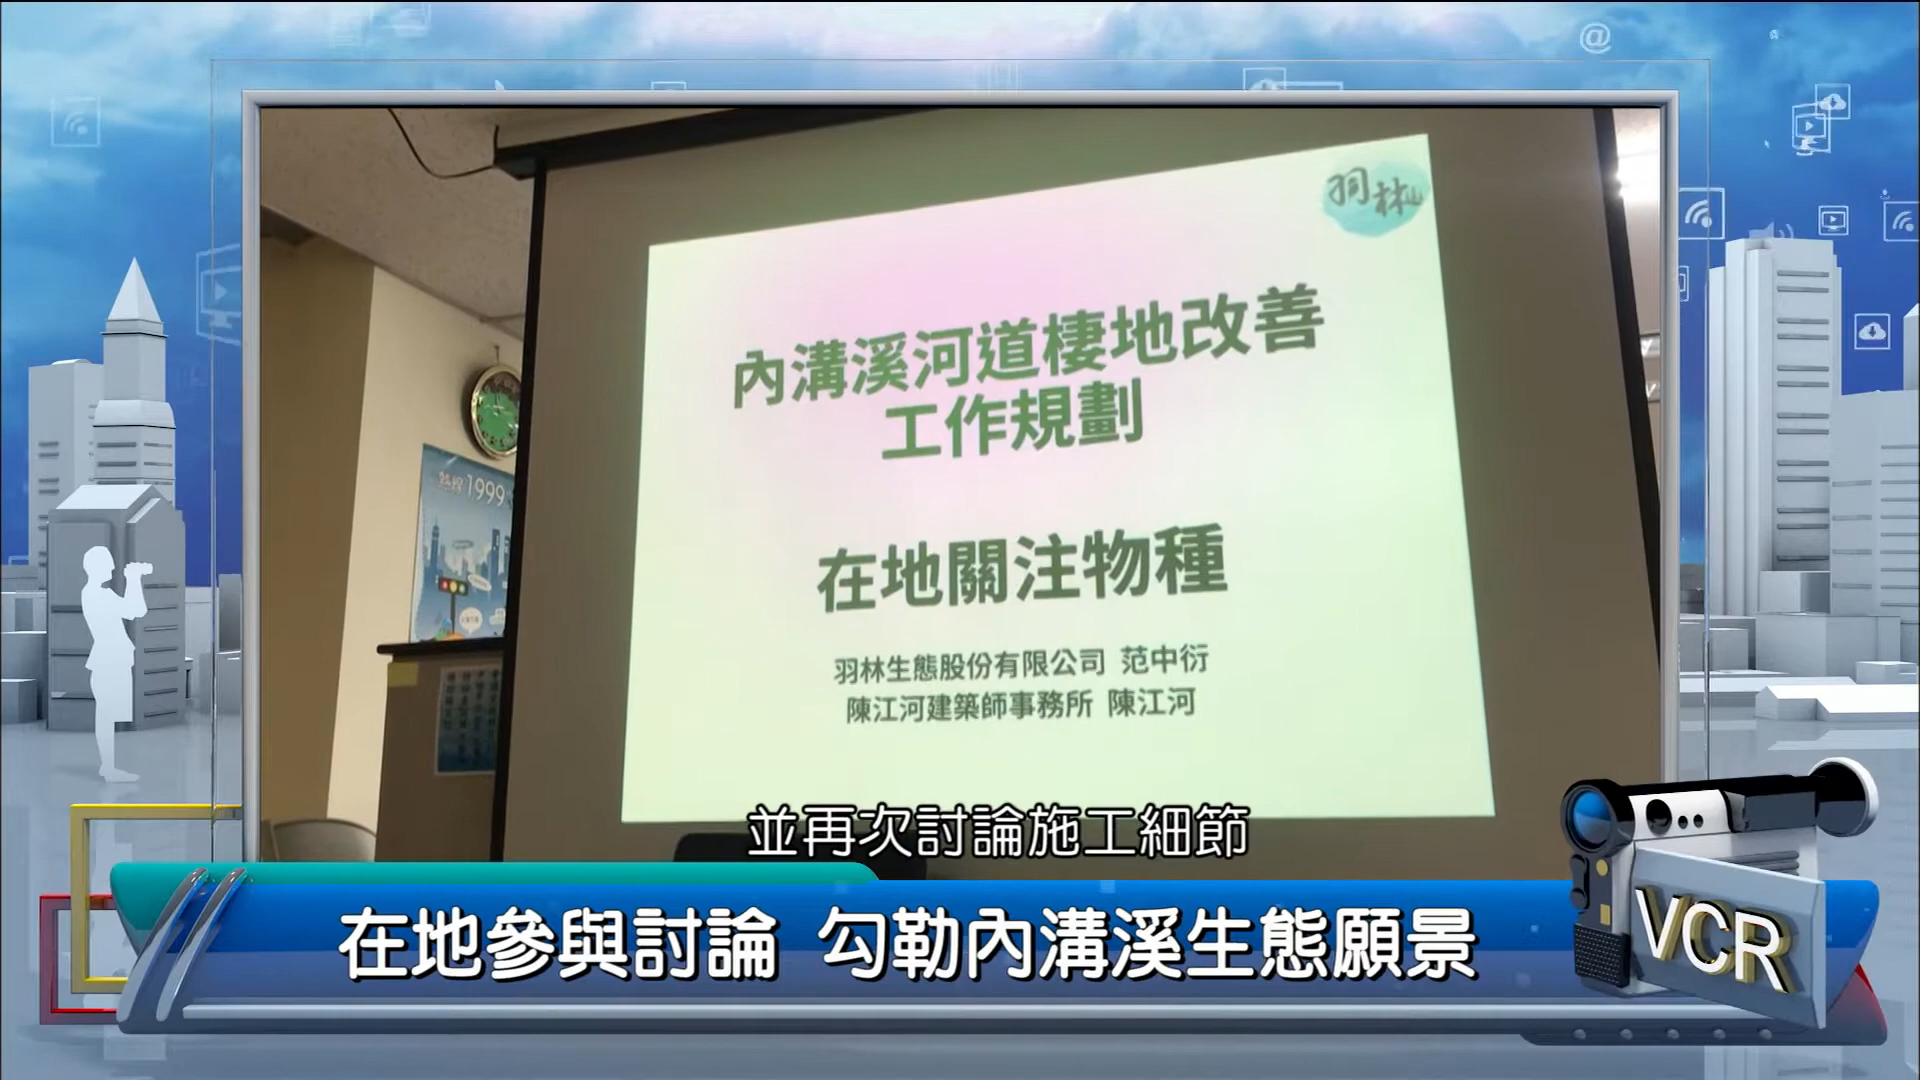 羽林
內溝溪河道棲地改善
工作規劃
在地關注物種
羽林生態股份有限公司 范中衍
陳江河建築師事務所 陳江河
1999
並再次討論施工細節
在地參與討論 勾勒內溝溪生態願景
VCR